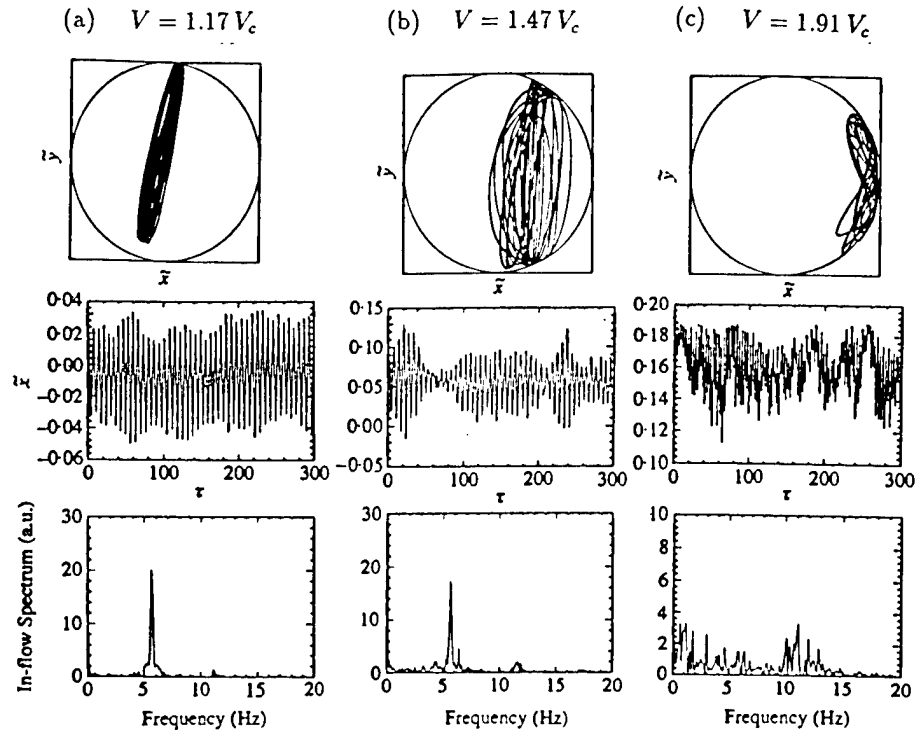 (a) V = 1.17 V_c (b) V = 1.47 V_c (c) V = 1.91 V_c
ỹ ỹ ỹ
x̃ x̃ x̃
x̃
0·04 0·02 0·00 −0·02 −0·04 −0·06
0 100 200 300
τ
0·15 0·10 0·05 0·00 −0·05
0 100 200 300
τ
0·20 0·18 0·16 0·14 0·12 0·10
0 100 200 300
τ
In-flow Spectrum (a.u.)
30 20 10 0
0 5 10 15 20
Frequency (Hz)
30 20 10 0
0 5 10 15 20
Frequency (Hz)
10 8 6 4 2 0
0 5 10 15 20
Frequency (Hz)